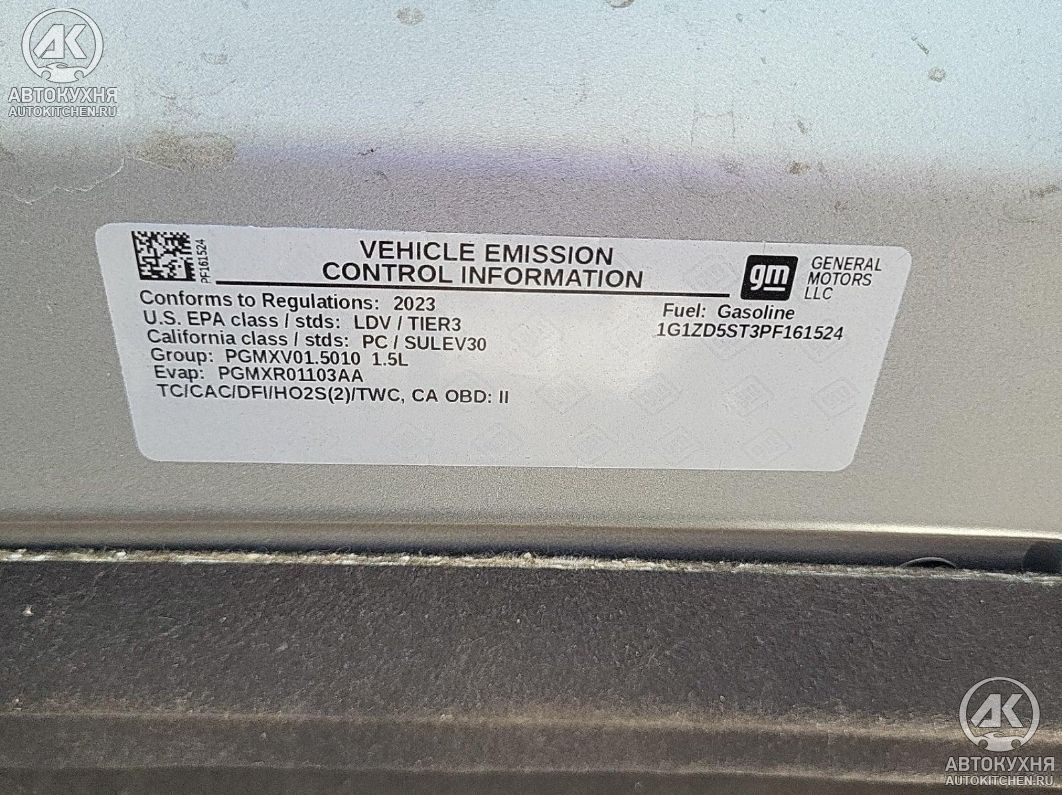 АК
АВТОКУХНЯ
AUTOKITCHEN.RU
PF161524
VEHICLE EMISSION
CONTROL INFORMATION
gm
GENERAL
MOTORS
LLC
Conforms to Regulations: 2023
U.S. EPA class / stds: LDV / TIER3
California class / stds: PC / SULEV30
Group: PGMXV01.5010 1.5L
Evap: PGMXR01103AA
TC/CAC/DFI/HO2S(2)/TWC, CA OBD: II
Fuel: Gasoline
1G1ZD5ST3PF161524
АК
АВТОКУХНЯ
AUTOKITCHEN.RU